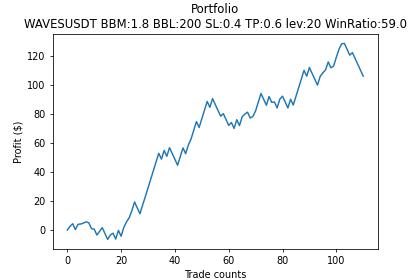 Portfolio
WAVESUSDT BBM:1.8 BBL:200 SL:0.4 TP:0.6 lev:20 WinRatio:59.0
120
100
80
60
40
20
0
Profit ($)
0 20 40 60 80 100
Trade counts